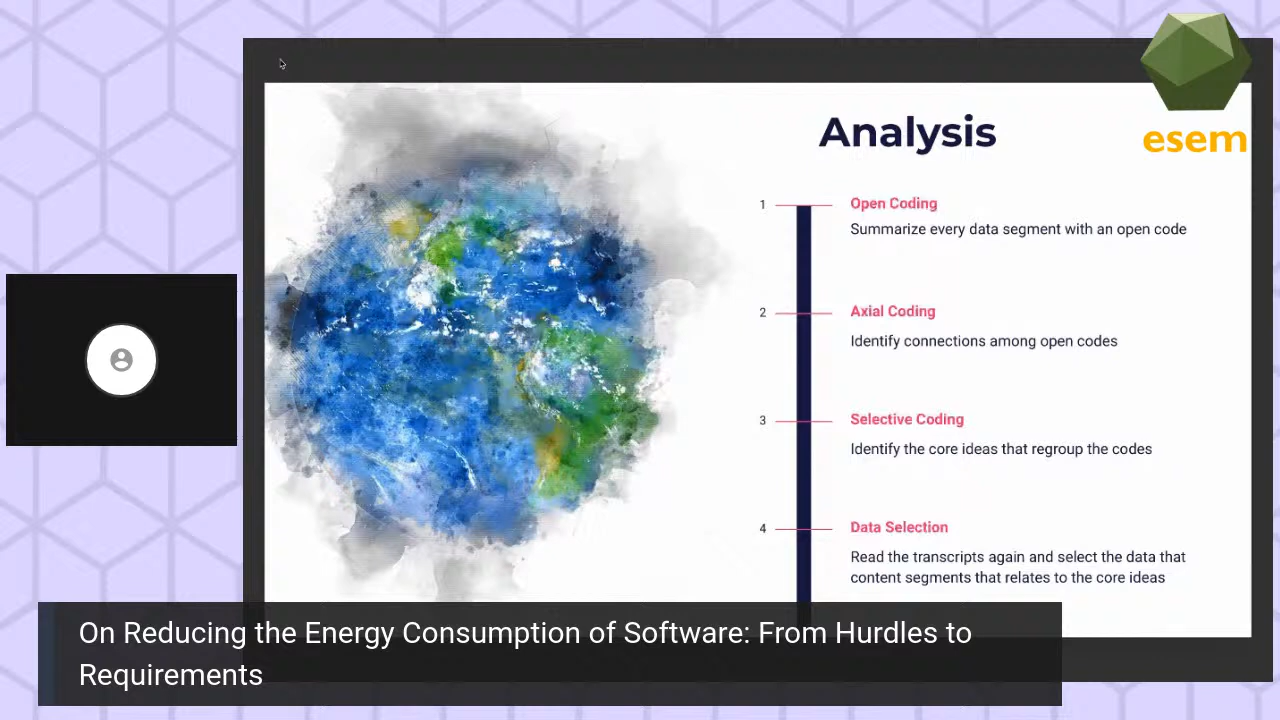 esem
Analysis
1
Open Coding
Summarize every data segment with an open code
2
Axial Coding
Identify connections among open codes
3
Selective Coding
Identify the core ideas that regroup the codes
4
Data Selection
Read the transcripts again and select the data that
content segments that relates to the core ideas
On Reducing the Energy Consumption of Software: From Hurdles to
Requirements